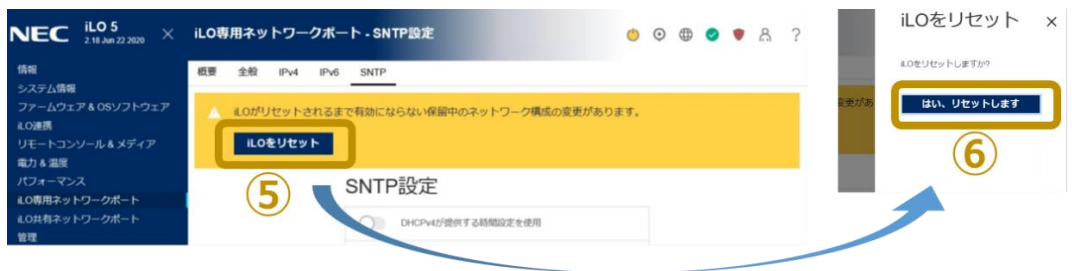 NEC iLO 5
2.18 Jun 22 2020
iLO専用ネットワークポート - SNTP設定
情報
システム情報
ファームウェア & OSソフトウェア
iLO連携
リモートコンソール & メディア
電力 & 温度
パフォーマンス
iLO専用ネットワークポート
iLO共有ネットワークポート
管理
概要 全般 IPv4 IPv6 SNTP
iLOがリセットされるまで有効にならない保留中のネットワーク構成の変更があります。
iLOをリセット
⑤
SNTP設定
DHCPv4が提供する時間設定を使用
iLOをリセット
iLOをリセットしますか?
変更があ
はい、リセットします
⑥